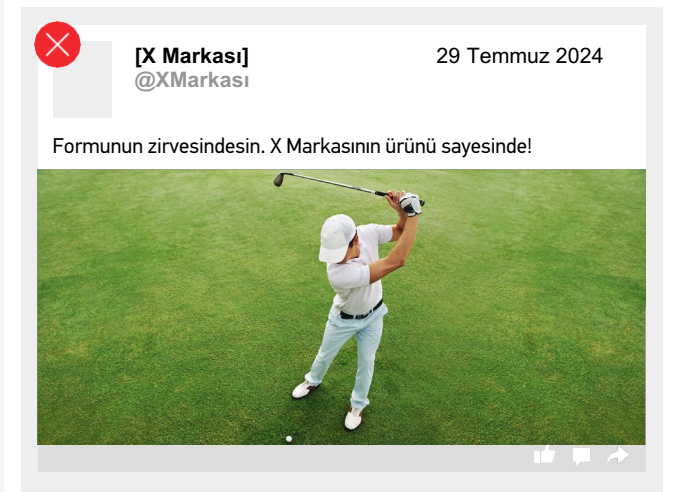 [X Markası]
29 Temmuz 2024
@XMarkası
Formunun zirvesindesin. X Markasının ürünü sayesinde!